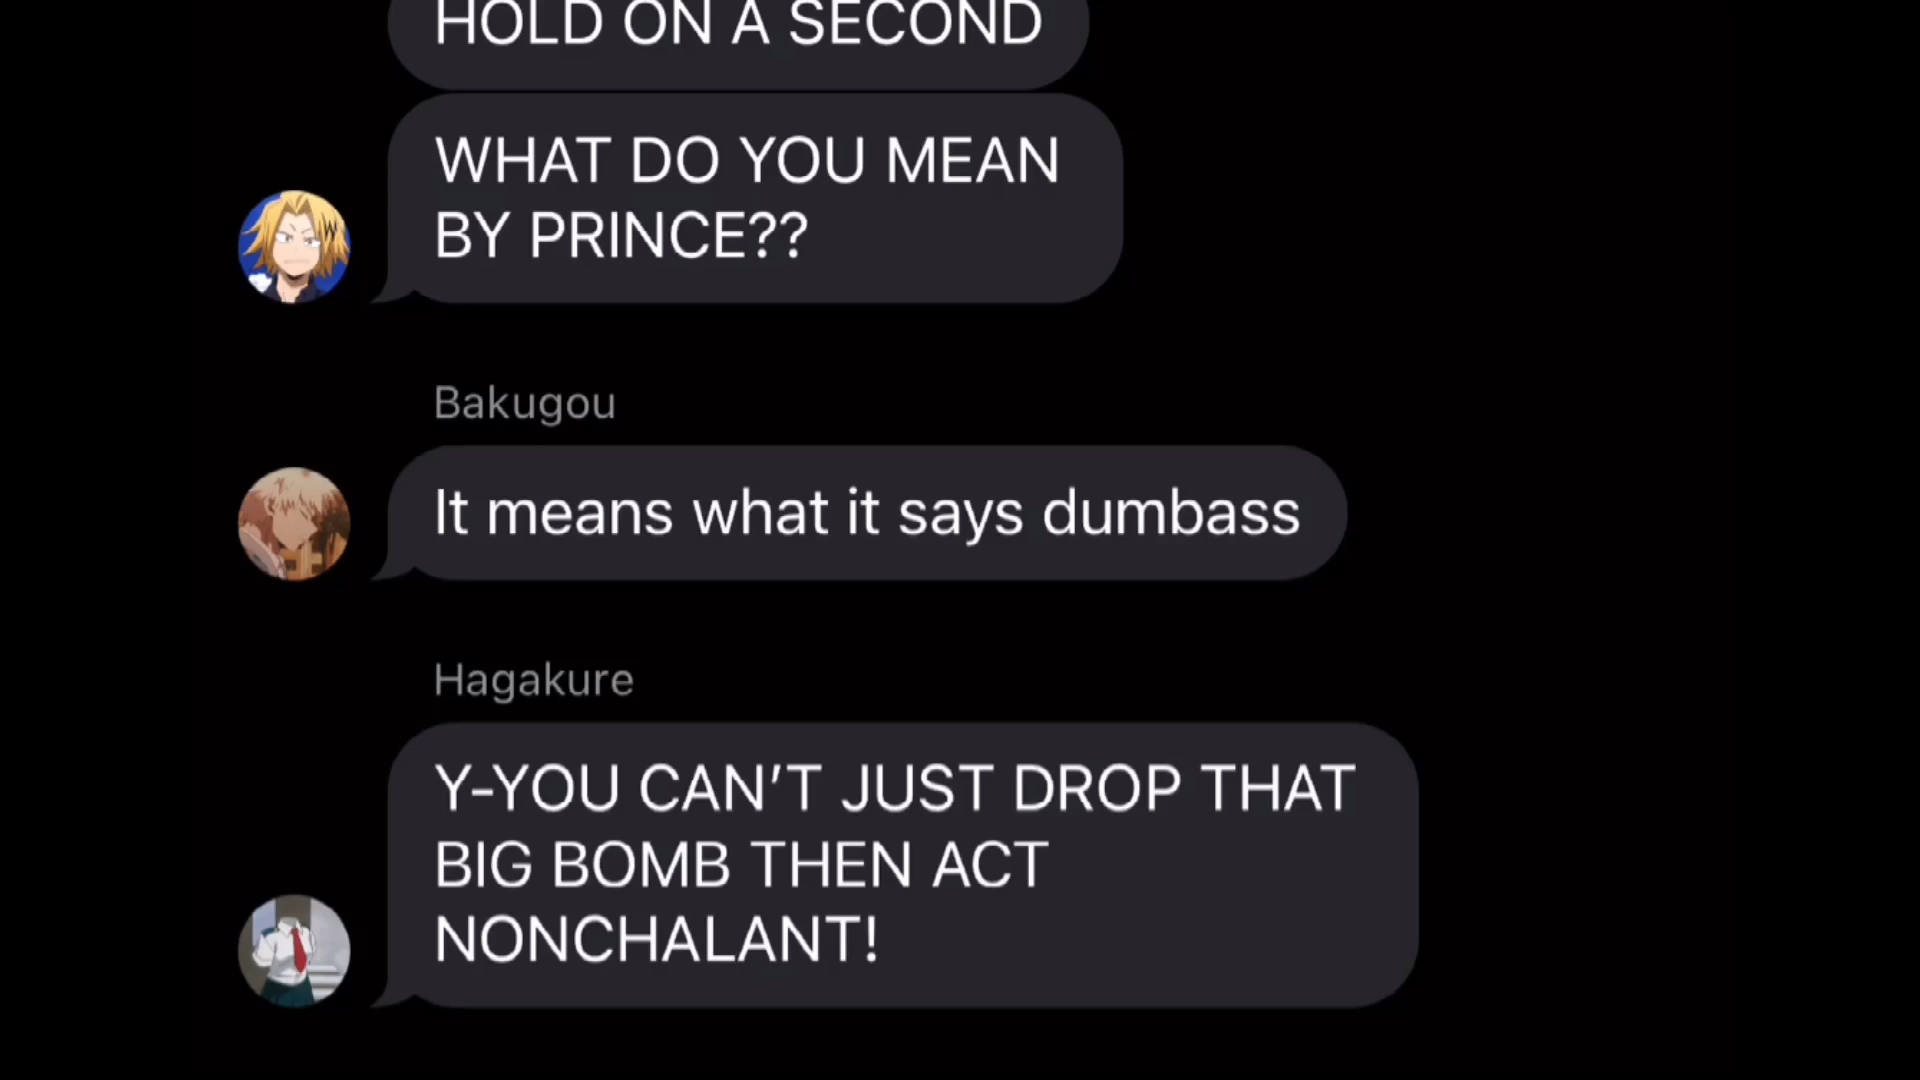 HOLD ON A SECOND
WHAT DO YOU MEAN
BY PRINCE??
Bakugou
It means what it says dumbass
Hagakure
Y-YOU CAN'T JUST DROP THAT
BIG BOMB THEN ACT
NONCHALANT!